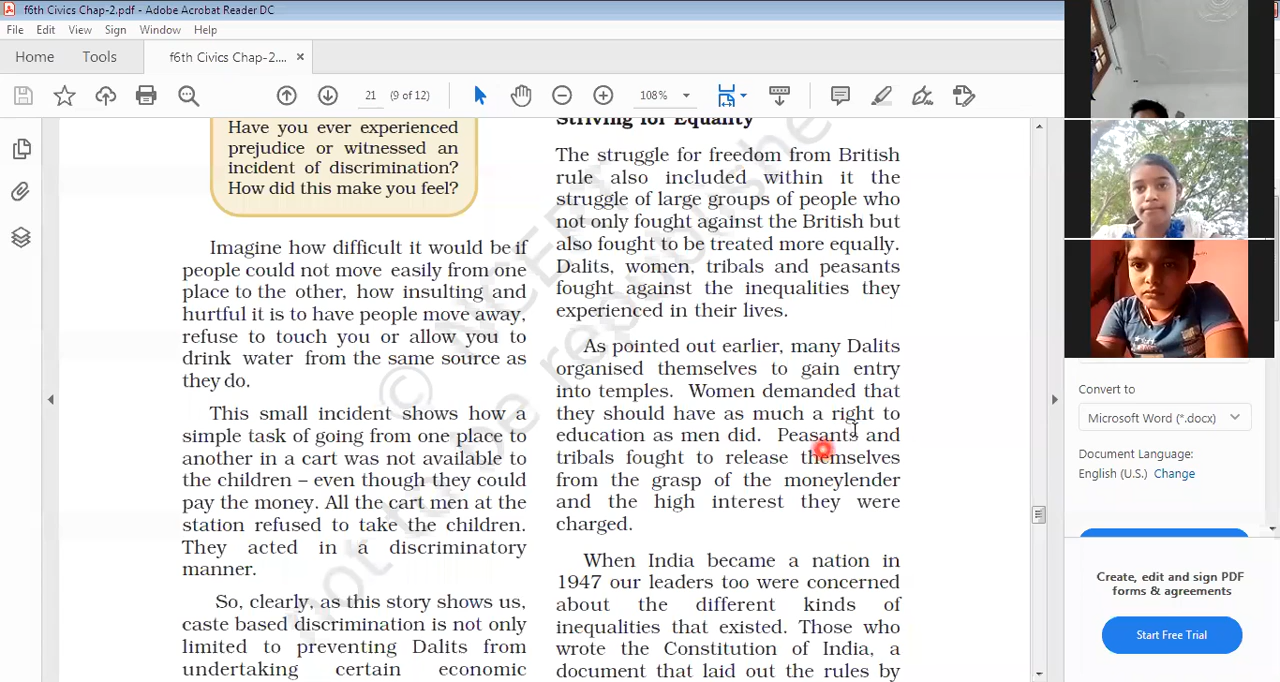 f6th Civics Chap-2.pdf - Adobe Acrobat Reader DC
File Edit View Sign Window Help
Home Tools f6th Civics Chap-2.... ×
21 (9 of 12) 108%
Have you ever experienced
prejudice or witnessed an
incident of discrimination?
How did this make you feel?
Imagine how difficult it would be if
people could not move easily from one
place to the other, how insulting and
hurtful it is to have people move away,
refuse to touch you or allow you to
drink water from the same source as
they do.
This small incident shows how a
simple task of going from one place to
another in a cart was not available to
the children – even though they could
pay the money. All the cart men at the
station refused to take the children.
They acted in a discriminatory
manner.
So, clearly, as this story shows us,
caste based discrimination is not only
limited to preventing Dalits from
undertaking certain economic
Striving for Equality
The struggle for freedom from British
rule also included within it the
struggle of large groups of people who
not only fought against the British but
also fought to be treated more equally.
Dalits, women, tribals and peasants
fought against the inequalities they
experienced in their lives.
As pointed out earlier, many Dalits
organised themselves to gain entry
into temples. Women demanded that
they should have as much a right to
education as men did. Peasants and
tribals fought to release themselves
from the grasp of the moneylender
and the high interest they were
charged.
When India became a nation in
1947 our leaders too were concerned
about the different kinds of
inequalities that existed. Those who
wrote the Constitution of India, a
document that laid out the rules by
© NCERT
not to be republished
Convert to
Microsoft Word (*.docx)
Document Language:
English (U.S.) Change
Create, edit and sign PDF
forms & agreements
Start Free Trial